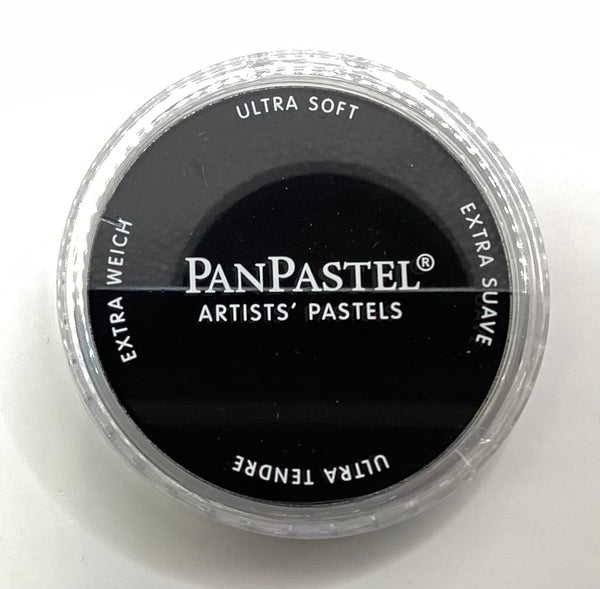 ULTRA SOFT
EXTRA WEICH
EXTRA SUAVE
PANPASTEL®
ARTISTS' PASTELS
ULTRA TENDRE